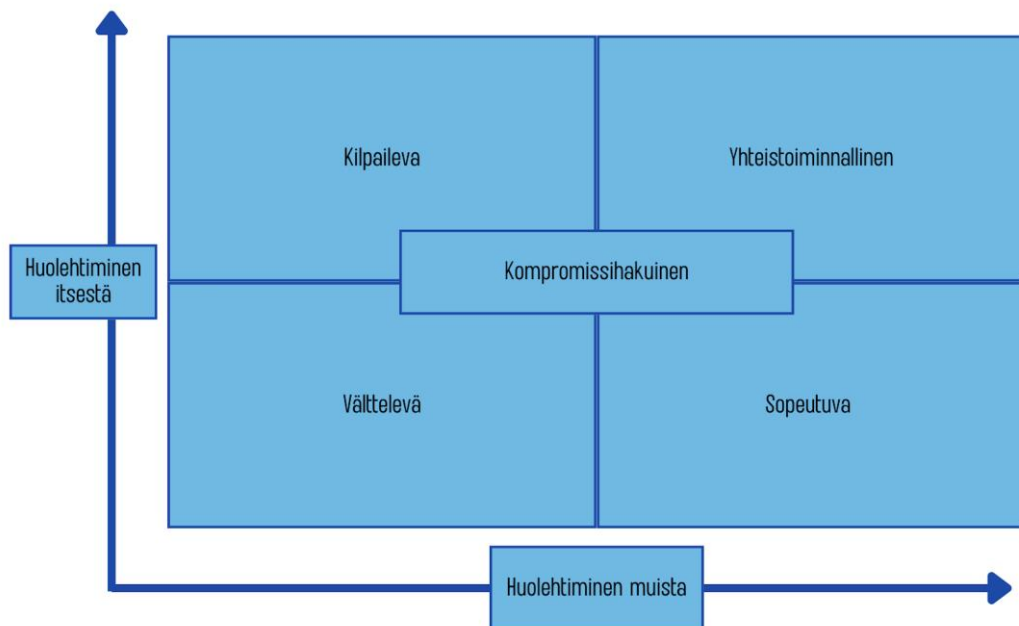 Kilpaileva
Yhteistoiminnallinen
Huolehtiminen
itsestä
Kompromissihakuinen
Välttelevä
Sopeutuva
Huolehtiminen muista